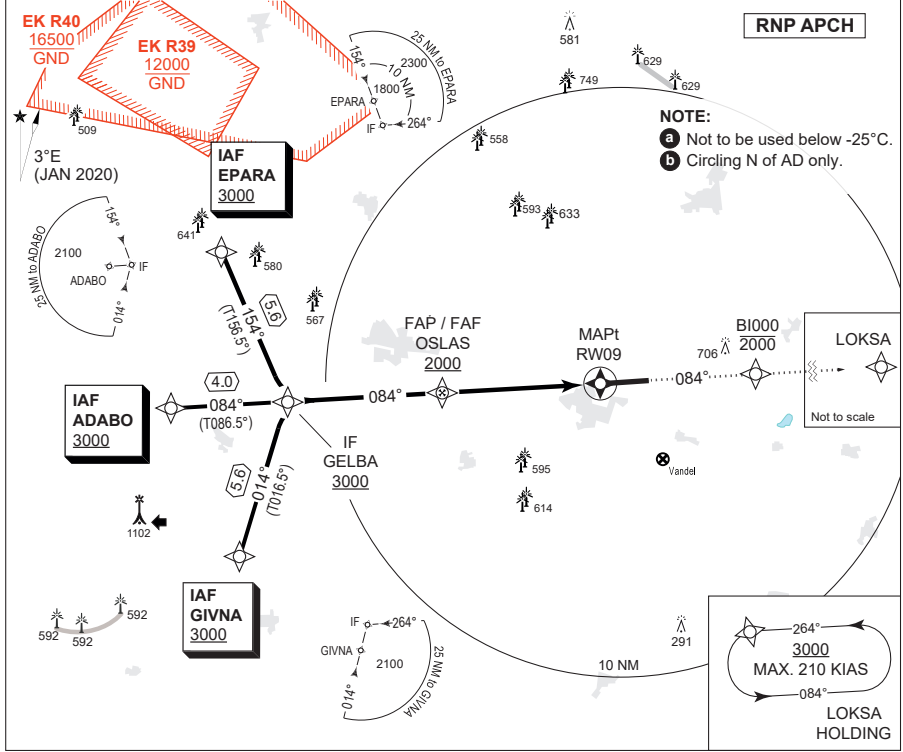 EK R40
16500
GND
EK R39
12000
GND
25 NM to EPARA
154°
10 NM
2300
1800
EPARA
IF
264°
581
RNP APCH
629
629
749
NOTE:
a Not to be used below -25°C.
b Circling N of AD only.
509
558
3°E
(JAN 2020)
IAF
EPARA
3000
593
633
641
580
567
25 NM to ADABO
154°
2100
ADABO
IF
014°
5.6
154°
(T156.5°)
FAP / FAF
OSLAS
2000
MAPt
RW09
706
BI000
2000
LOKSA
Not to scale
IAF
ADABO
3000
4.0
084°
(T086.5°)
084°
084°
IF
GELBA
3000
5.6
014°
(T016.5°)
595
614
Vandel
1102
IAF
GIVNA
3000
592
592
592
IF
264°
GIVNA
2100
014°
25 NM to GIVNA
291
10 NM
264°
3000
MAX. 210 KIAS
084°
LOKSA
HOLDING